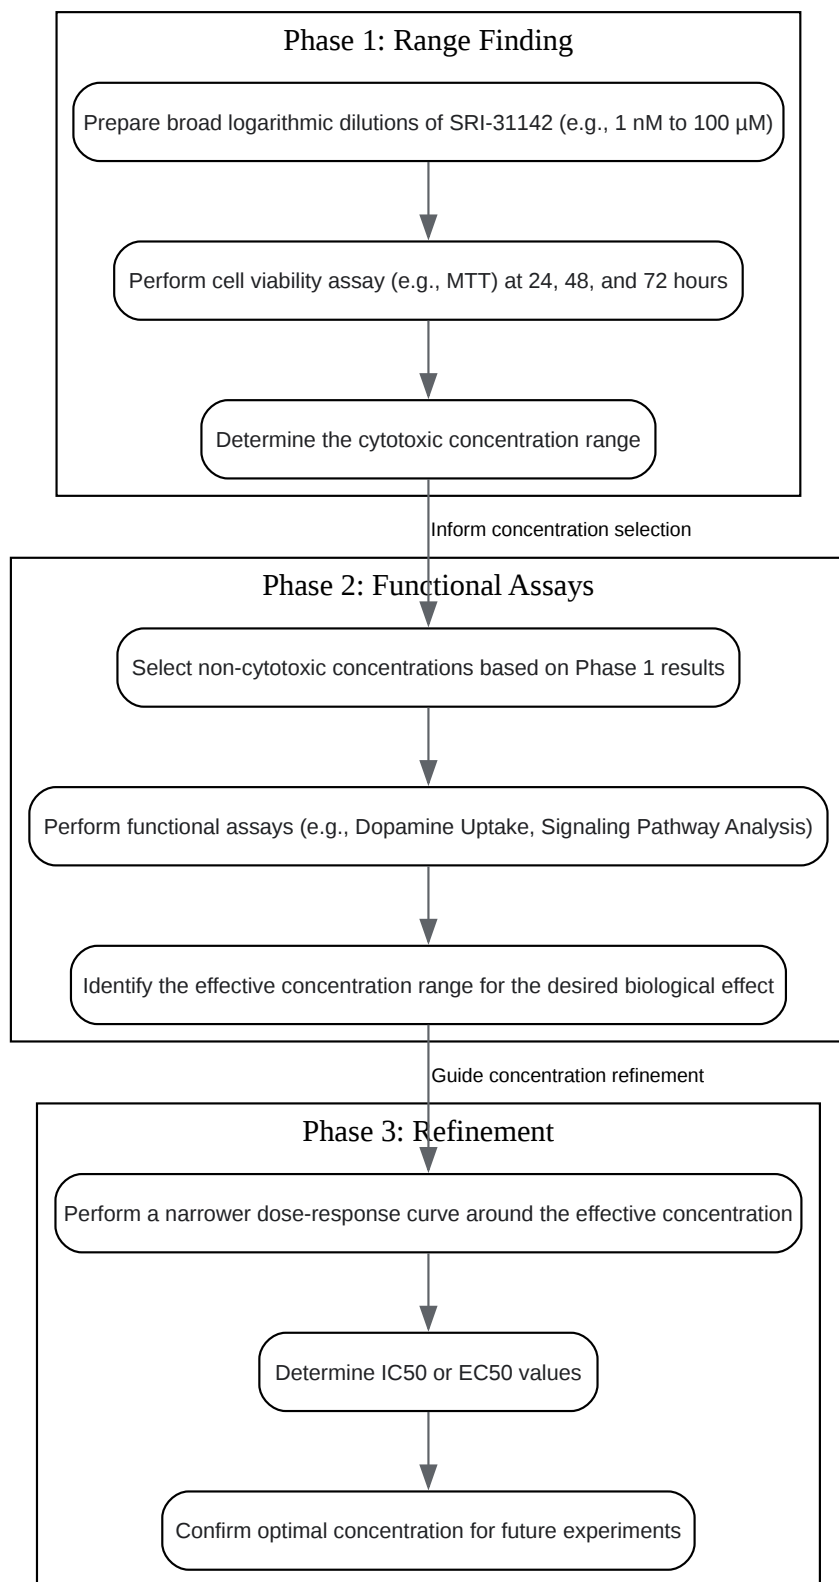 Phase 1: Range Finding
Prepare broad logarithmic dilutions of SRI-31142 (e.g., 1 nM to 100 µM)
Perform cell viability assay (e.g., MTT) at 24, 48, and 72 hours
Determine the cytotoxic concentration range
Inform concentration selection
Phase 2: Functional Assays
Select non-cytotoxic concentrations based on Phase 1 results
Perform functional assays (e.g., Dopamine Uptake, Signaling Pathway Analysis)
Identify the effective concentration range for the desired biological effect
Guide concentration refinement
Phase 3: Refinement
Perform a narrower dose-response curve around the effective concentration
Determine IC50 or EC50 values
Confirm optimal concentration for future experiments